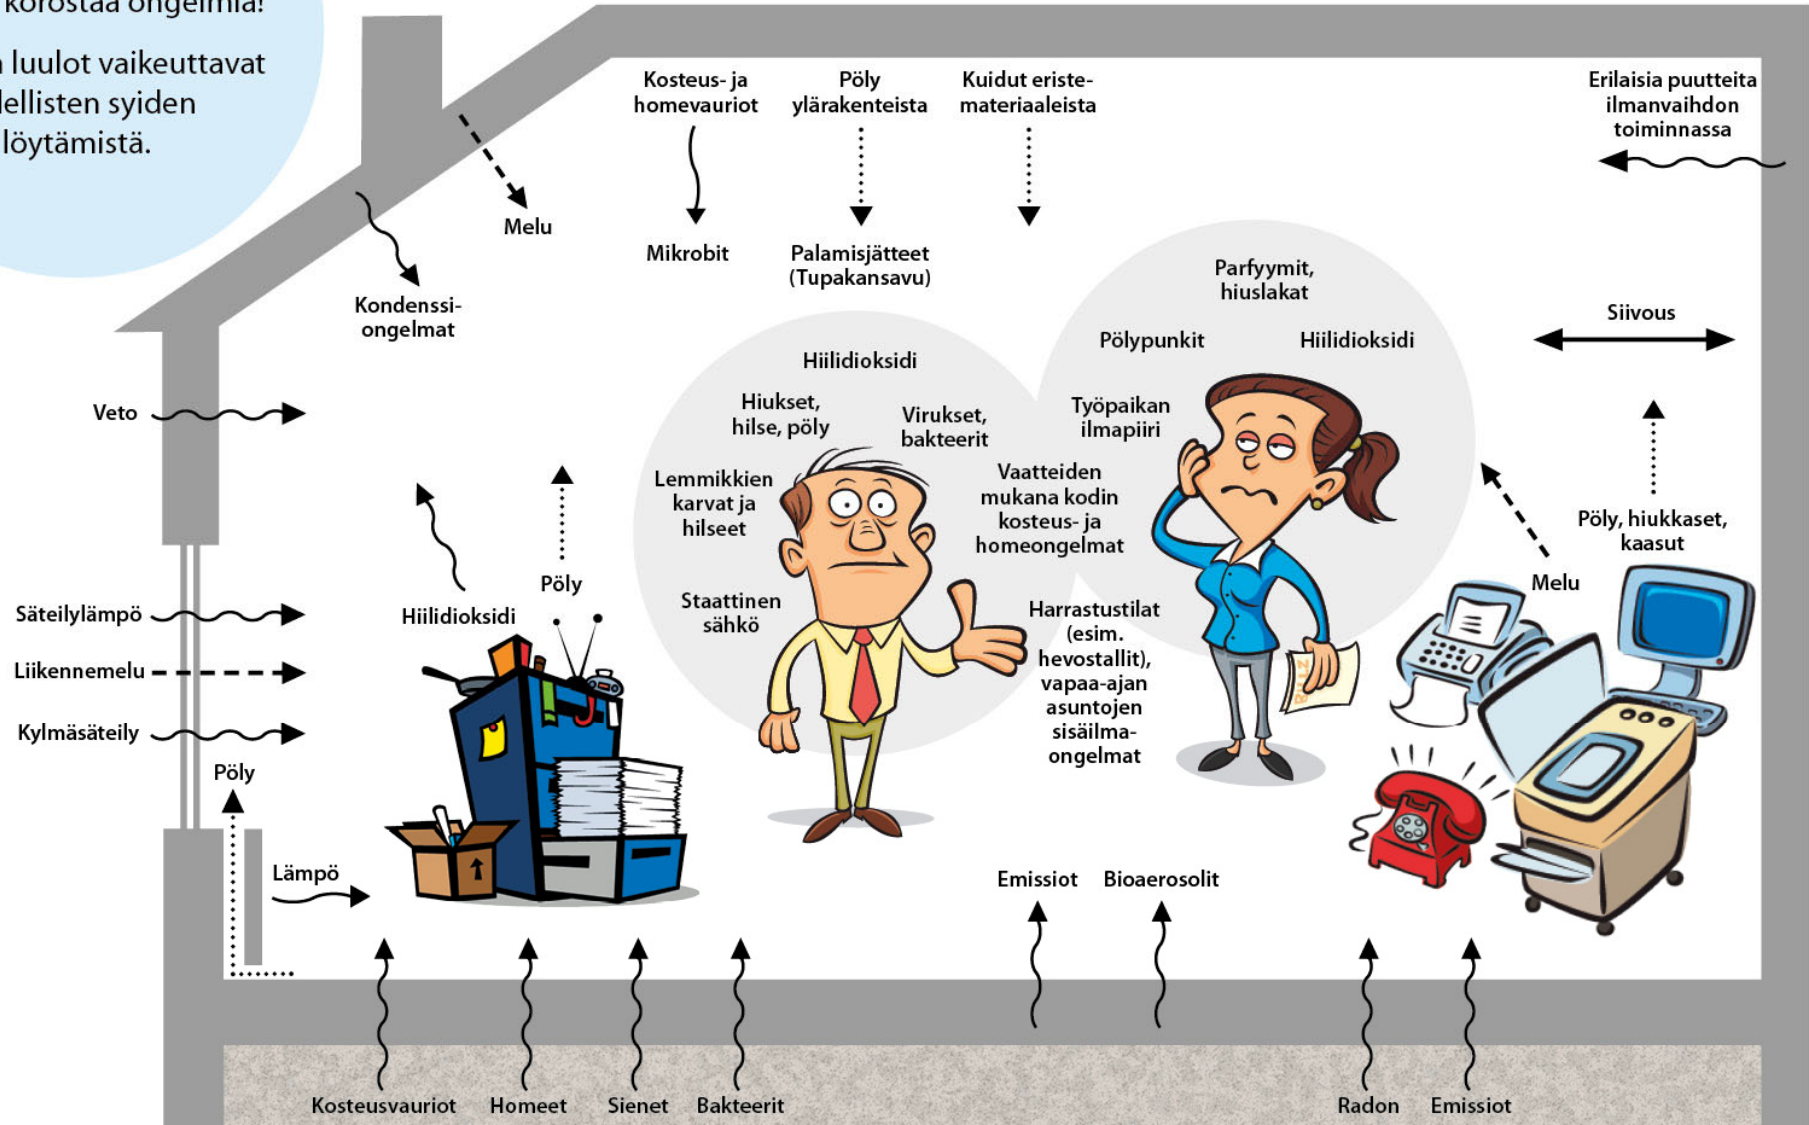 korostaa ongelmia!
luulot vaikeuttavat
dellisten syiden
löytämistä.
Kosteus- ja
homevauriot
Pöly
ylärakenteista
Kuidut eriste-
materiaaleista
Erilaisia puutteita
ilmanvaihdon
toiminnassa
Melu
Mikrobit
Palamisjätteet
(Tupakansavu)
Kondenssi-
ongelmat
Parfyymit,
hiuslakat
Pölypunkit
Hiilidioksidi
Siivous
Hiilidioksidi
Hiukset,
hilse, pöly
Virukset,
bakteerit
Työpaikan
ilmapiiri
Veto
Lemmikkien
karvat ja
hilseet
Vaatteiden
mukana kodin
kosteus- ja
homeongelmat
Pöly, hiukkaset,
kaasut
Melu
Pöly
Hiilidioksidi
Staattinen
sähkö
Harrastustilat
(esim.
hevostallit),
vapaa-ajan
asuntojen
sisäilma-
ongelmat
Säteilylämpö
Liikennemelu
Kylmäsäteily
Pöly
Lämpö
BLITZ
Emissiot
Bioaerosolit
Kosteusvauriot
Homeet
Sienet
Bakteerit
Radon
Emissiot